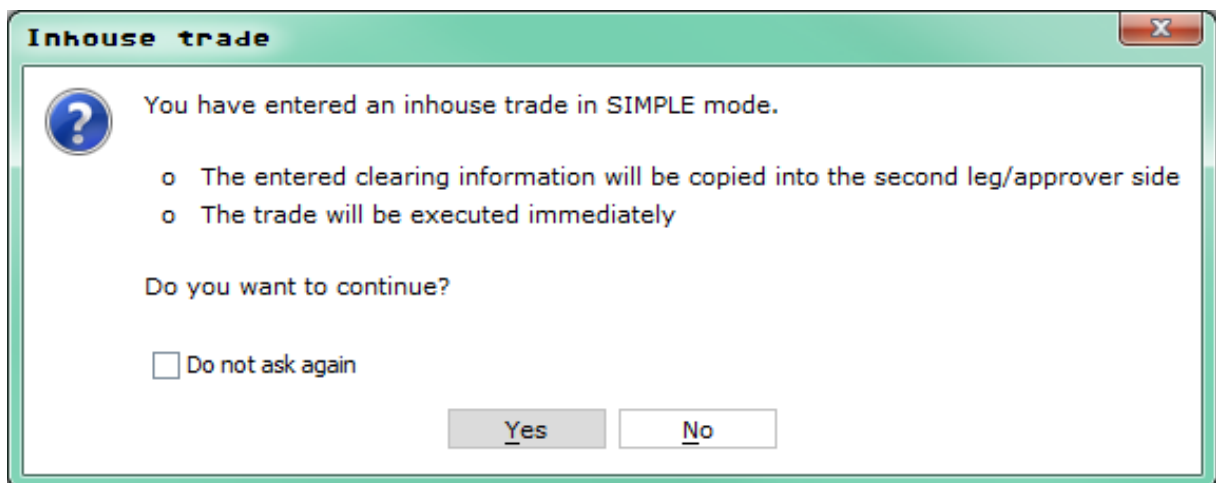 Inhouse trade
You have entered an inhouse trade in SIMPLE mode.
o The entered clearing information will be copied into the second leg/approver side
o The trade will be executed immediately
Do you want to continue?
Do not ask again
Yes No